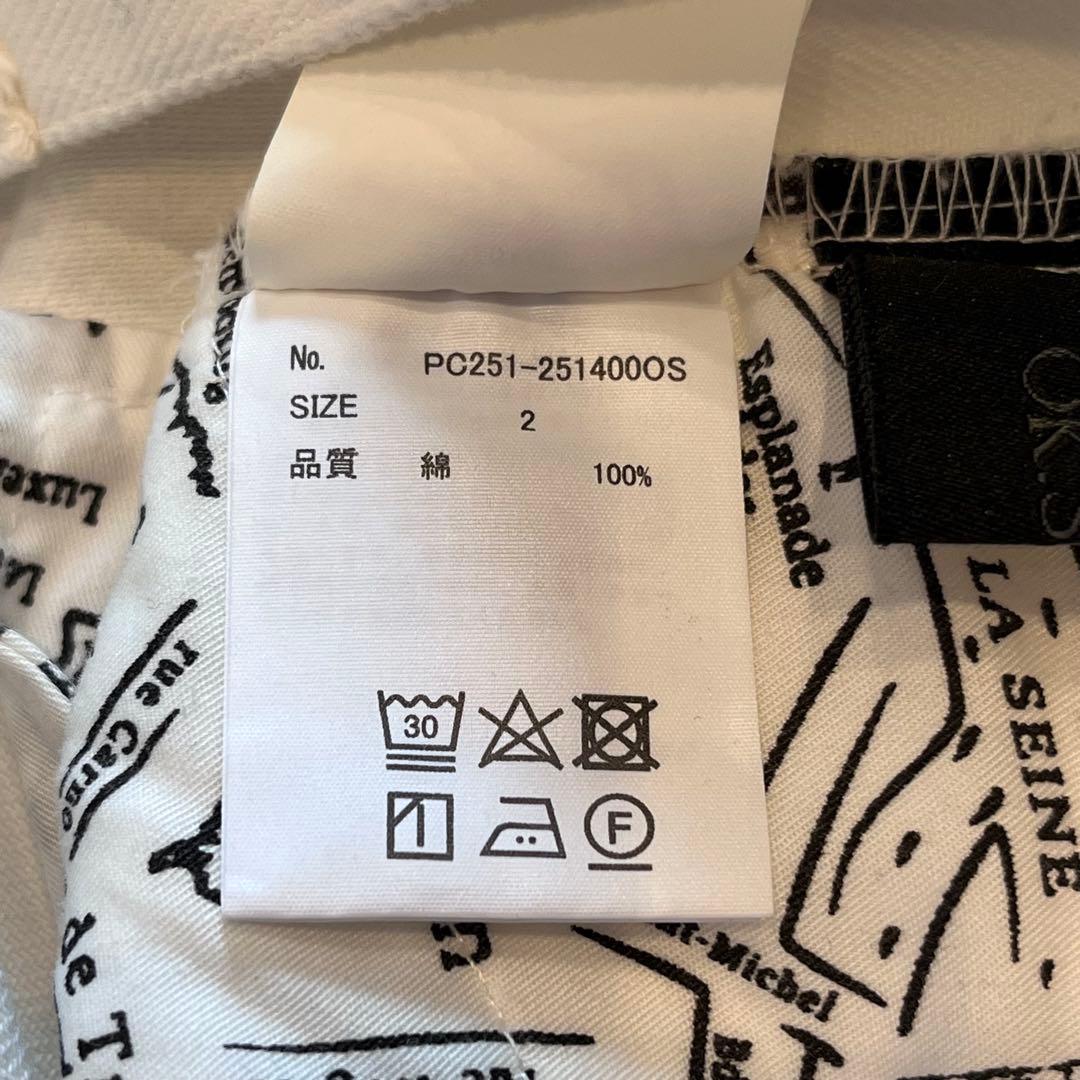 No. PC251-251400OS
SIZE 2
品質 綿 100%
30
F
Esplanade
LA SEINE
rue Carno
de T
-Michel
Luxe